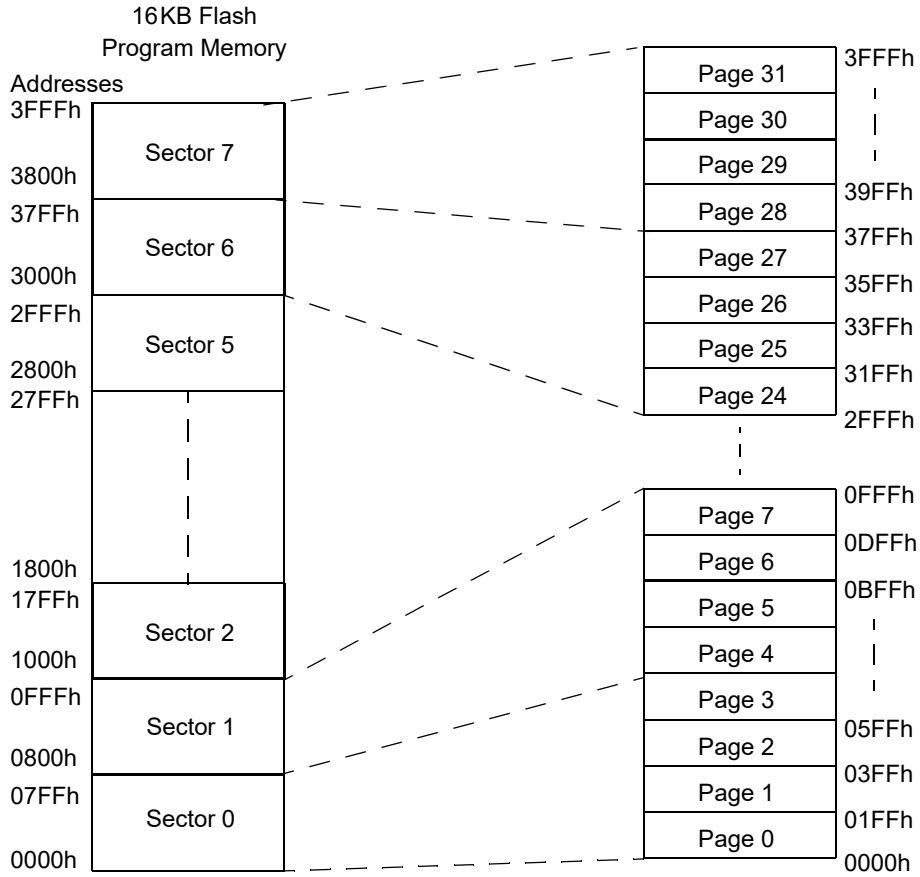 16KB Flash
Program Memory
Addresses
3FFFh
Sector 7
3800h
37FFh
Sector 6
3000h
2FFFh
Sector 5
2800h
27FFh
1800h
17FFh
Sector 2
1000h
0FFFh
Sector 1
0800h
07FFh
Sector 0
0000h
3FFFh
Page 31
Page 30
Page 29
39FFh
Page 28
37FFh
Page 27
35FFh
Page 26
33FFh
Page 25
31FFh
Page 24
2FFFh
0FFFh
Page 7
0DFFh
Page 6
0BFFh
Page 5
Page 4
Page 3
05FFh
Page 2
03FFh
Page 1
01FFh
Page 0
0000h